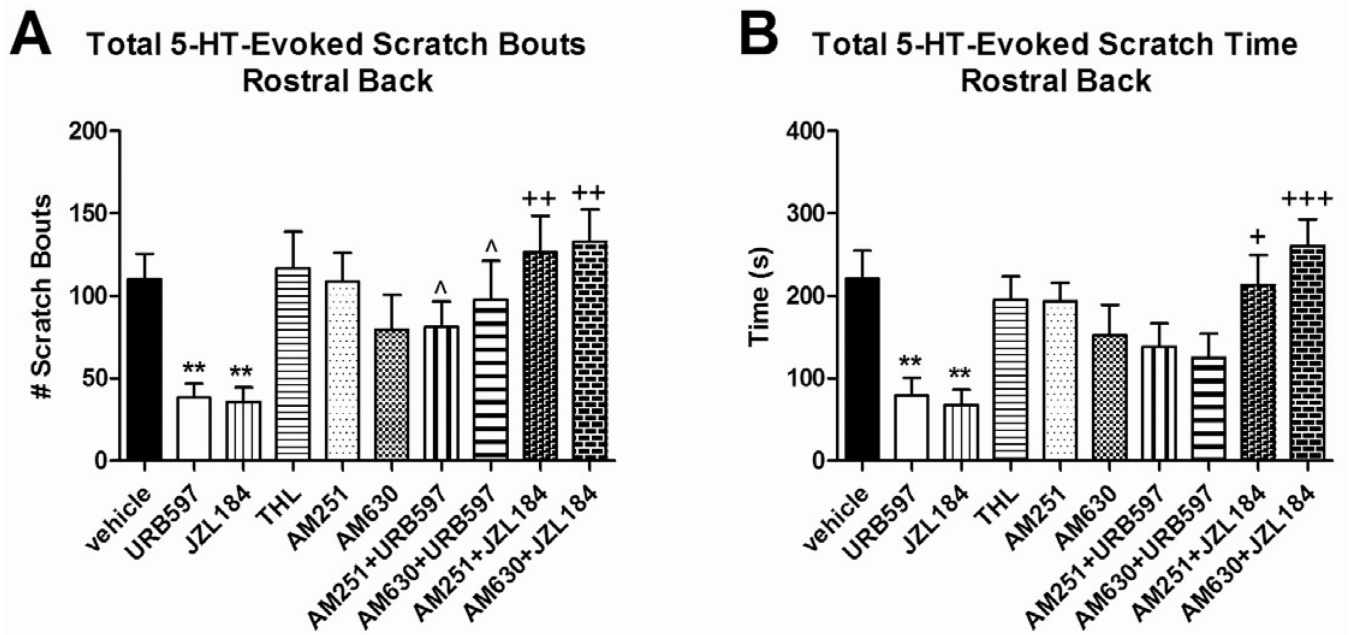 A
Total 5-HT-Evoked Scratch Bouts
Rostral Back
# Scratch Bouts
200
150
100
50
0
**
**
^
^
++
++
vehicle
URB597
JZL184
THL
AM251
AM630
AM251+URB597
AM630+URB597
AM251+JZL184
AM630+JZL184
B
Total 5-HT-Evoked Scratch Time
Rostral Back
Time (s)
400
300
200
100
0
**
**
+
+++
vehicle
URB597
JZL184
THL
AM251
AM630
AM251+URB597
AM630+URB597
AM251+JZL184
AM630+JZL184